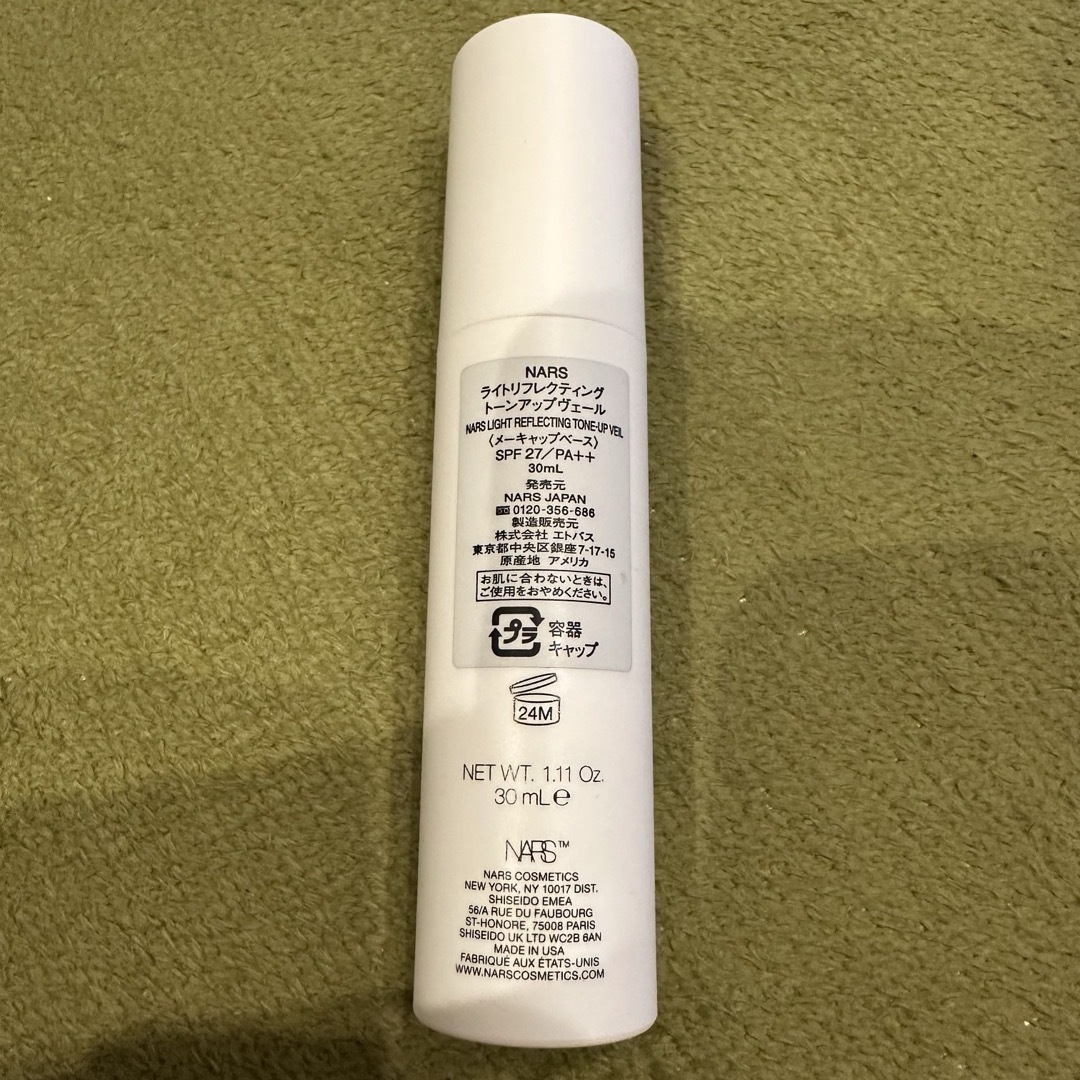 NARS
ライトリフレクティング
トーンアップヴェール
NARS LIGHT REFLECTING TONE-UP VEIL
〈メーキャップベース〉
SPF 27/PA++
30mL
発売元
NARS JAPAN
0120-356-686
製造販売元
株式会社 エトバス
東京都中央区銀座7-17-15
原産地 アメリカ
お肌に合わないときは、
ご使用をおやめください。
プラ 容器
キャップ
24M
NET WT. 1.11 Oz.
30 mL℮
NARS™
NARS COSMETICS
NEW YORK, NY 10017 DIST.
SHISEIDO EMEA
56/A RUE DU FAUBOURG
ST-HONORE, 75008 PARIS
SHISEIDO UK LTD WC2B 6AN
MADE IN USA
FABRIQUÉ AUX ÉTATS-UNIS
WWW.NARSCOSMETICS.COM